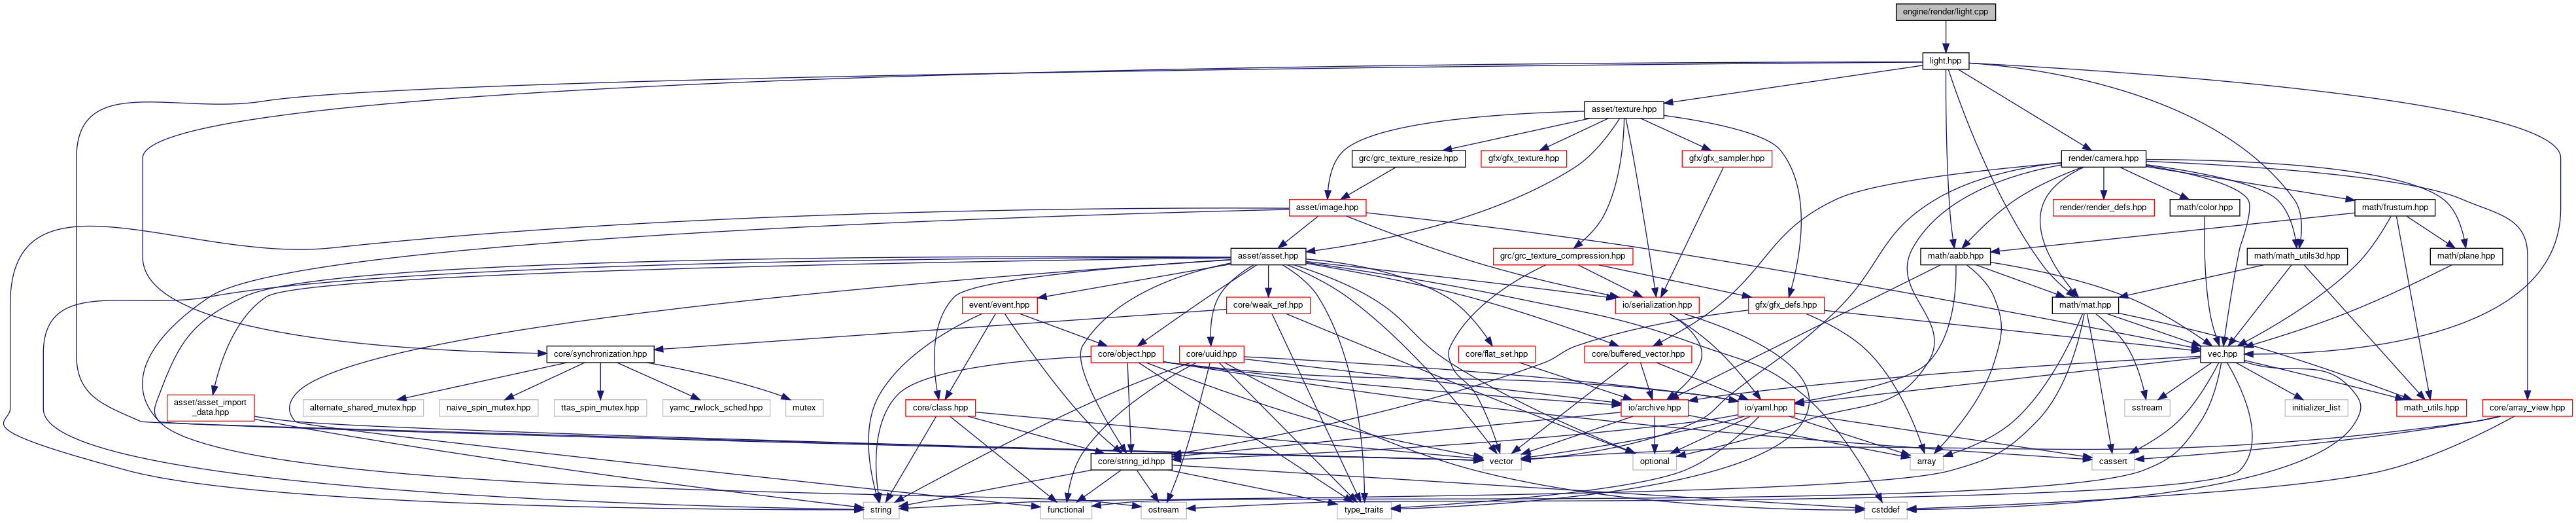 engine/render/light.cpp
light.hpp
asset/texture.hpp
grc/grc_texture_resize.hpp
gfx/gfx_texture.hpp
gfx/gfx_sampler.hpp
render/camera.hpp
asset/image.hpp
render/render_defs.hpp
math/color.hpp
math/frustum.hpp
asset/asset.hpp
grc/grc_texture_compression.hpp
math/aabb.hpp
math/math_utils3d.hpp
math/plane.hpp
event/event.hpp
core/weak_ref.hpp
io/serialization.hpp
gfx/gfx_defs.hpp
math/mat.hpp
core/synchronization.hpp
core/object.hpp
core/uuid.hpp
core/flat_set.hpp
core/buffered_vector.hpp
vec.hpp
asset/asset_import
_data.hpp
alternate_shared_mutex.hpp
naive_spin_mutex.hpp
ttas_spin_mutex.hpp
yamc_rwlock_sched.hpp
mutex
core/class.hpp
io/archive.hpp
io/yaml.hpp
sstream
initializer_list
math_utils.hpp
core/array_view.hpp
core/string_id.hpp
vector
optional
array
cassert
string
functional
ostream
type_traits
cstddef